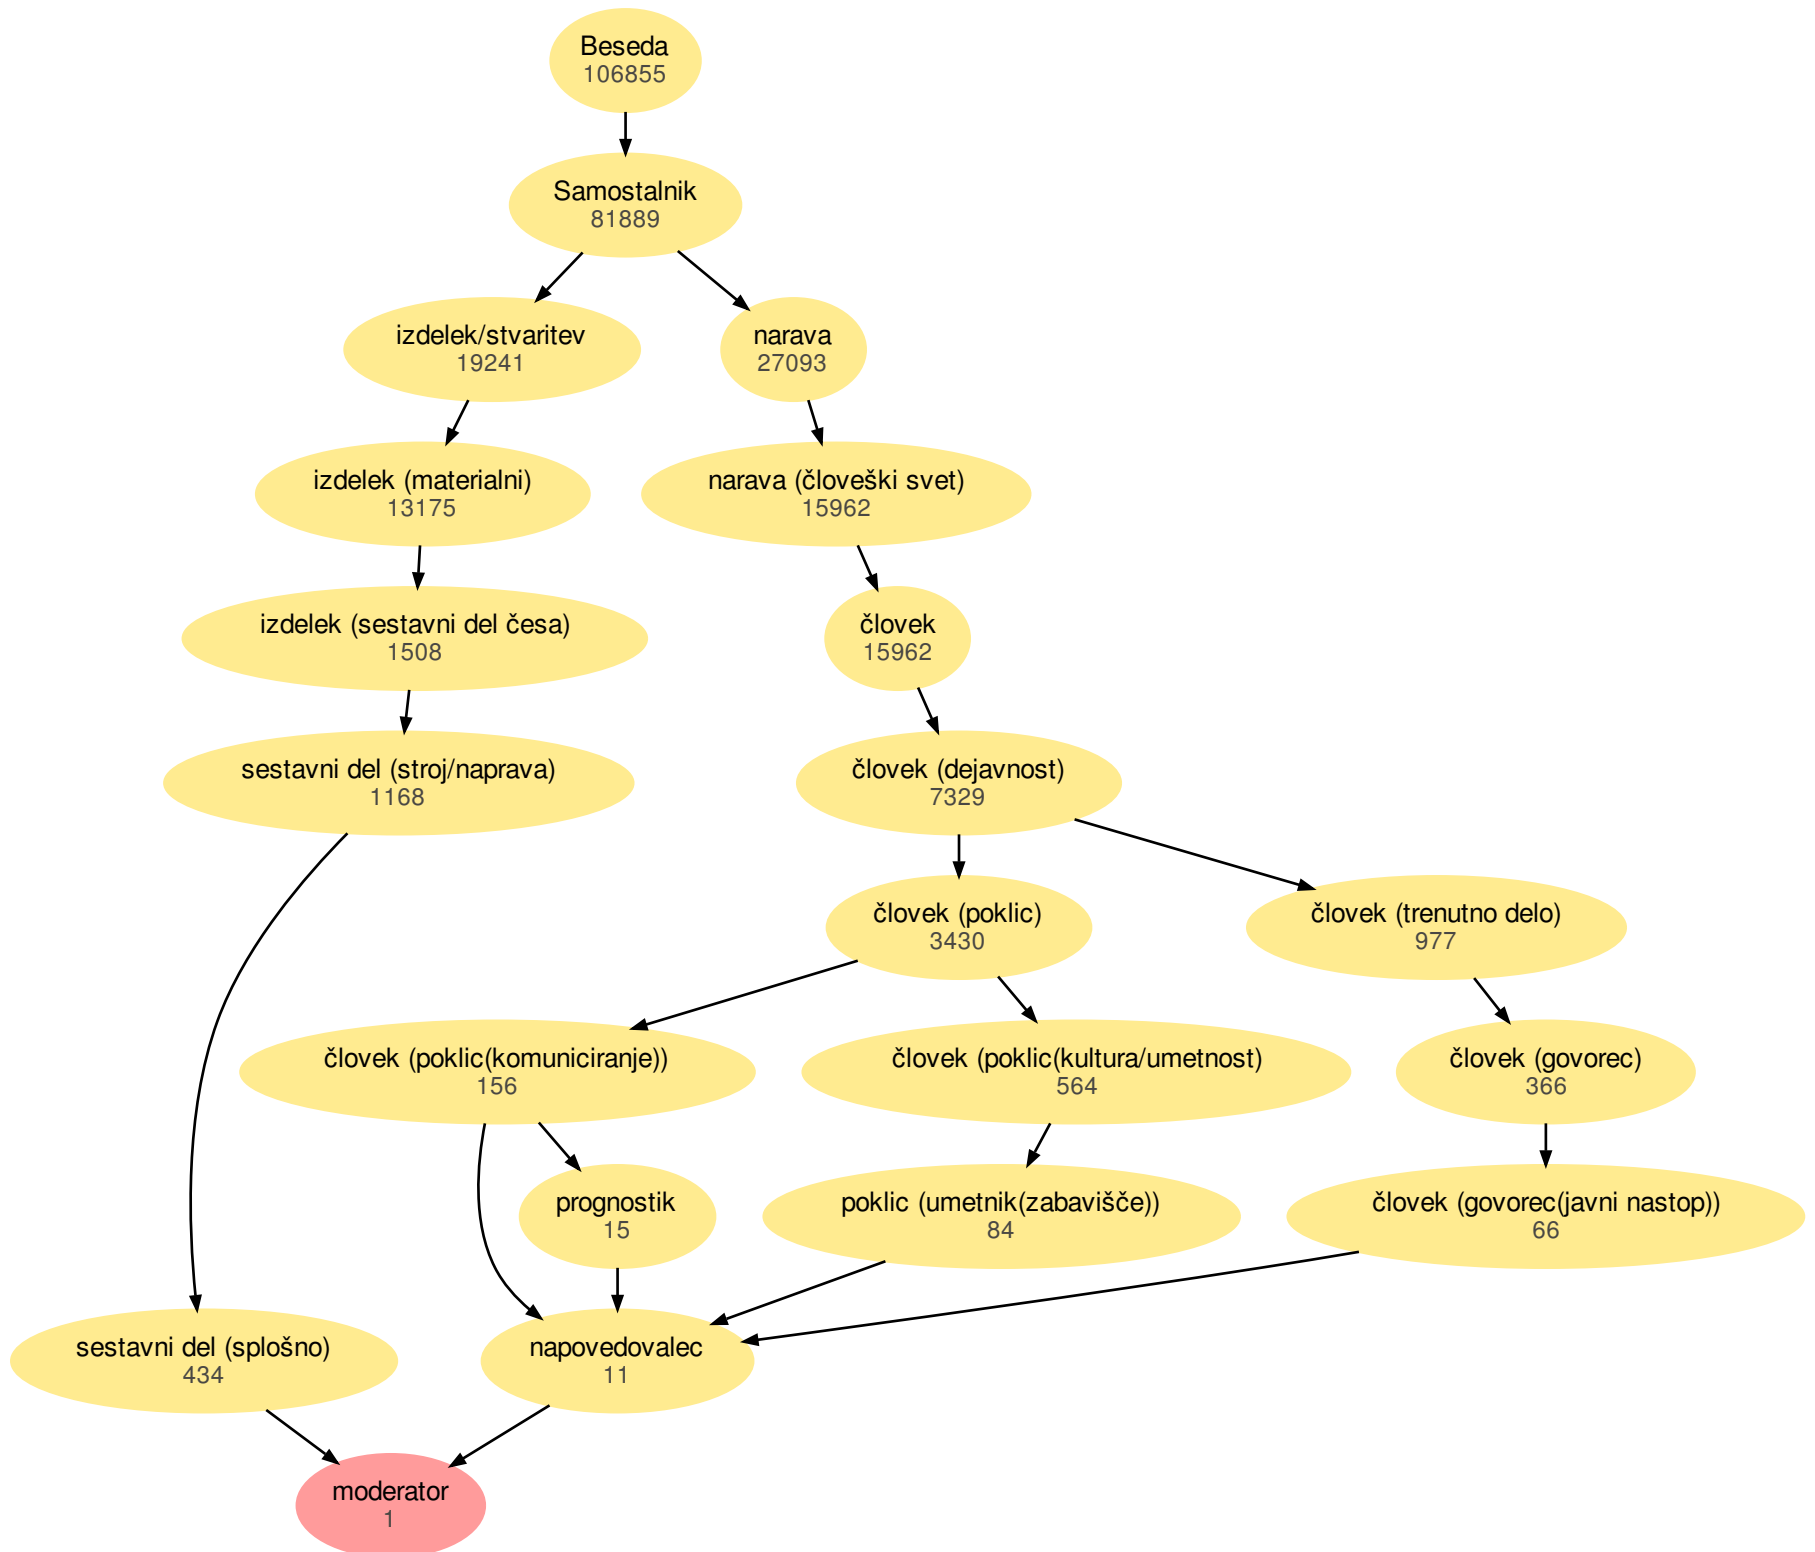 Beseda
106855
Samostalnik
81889
izdelek/stvaritev
19241
narava
27093
izdelek (materialni)
13175
narava (človeški svet)
15962
izdelek (sestavni del česa)
1508
človek
15962
sestavni del (stroj/naprava)
1168
človek (dejavnost)
7329
človek (poklic)
3430
človek (trenutno delo)
977
človek (poklic(komuniciranje))
156
človek (poklic(kultura/umetnost)
564
človek (govorec)
366
prognostik
15
poklic (umetnik(zabavišče))
84
človek (govorec(javni nastop))
66
sestavni del (splošno)
434
napovedovalec
11
moderator
1